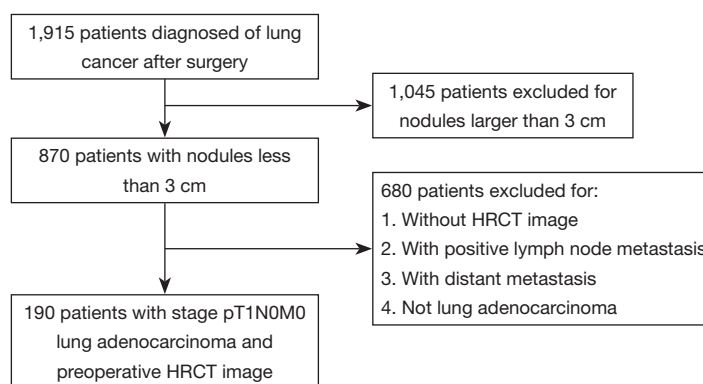 1,915 patients diagnosed of lung
cancer after surgery
1,045 patients excluded for
nodules larger than 3 cm
870 patients with nodules less
than 3 cm
680 patients excluded for:
1. Without HRCT image
2. With positive lymph node metastasis
3. With distant metastasis
4. Not lung adenocarcinoma
190 patients with stage pT1N0M0
lung adenocarcinoma and
preoperative HRCT image